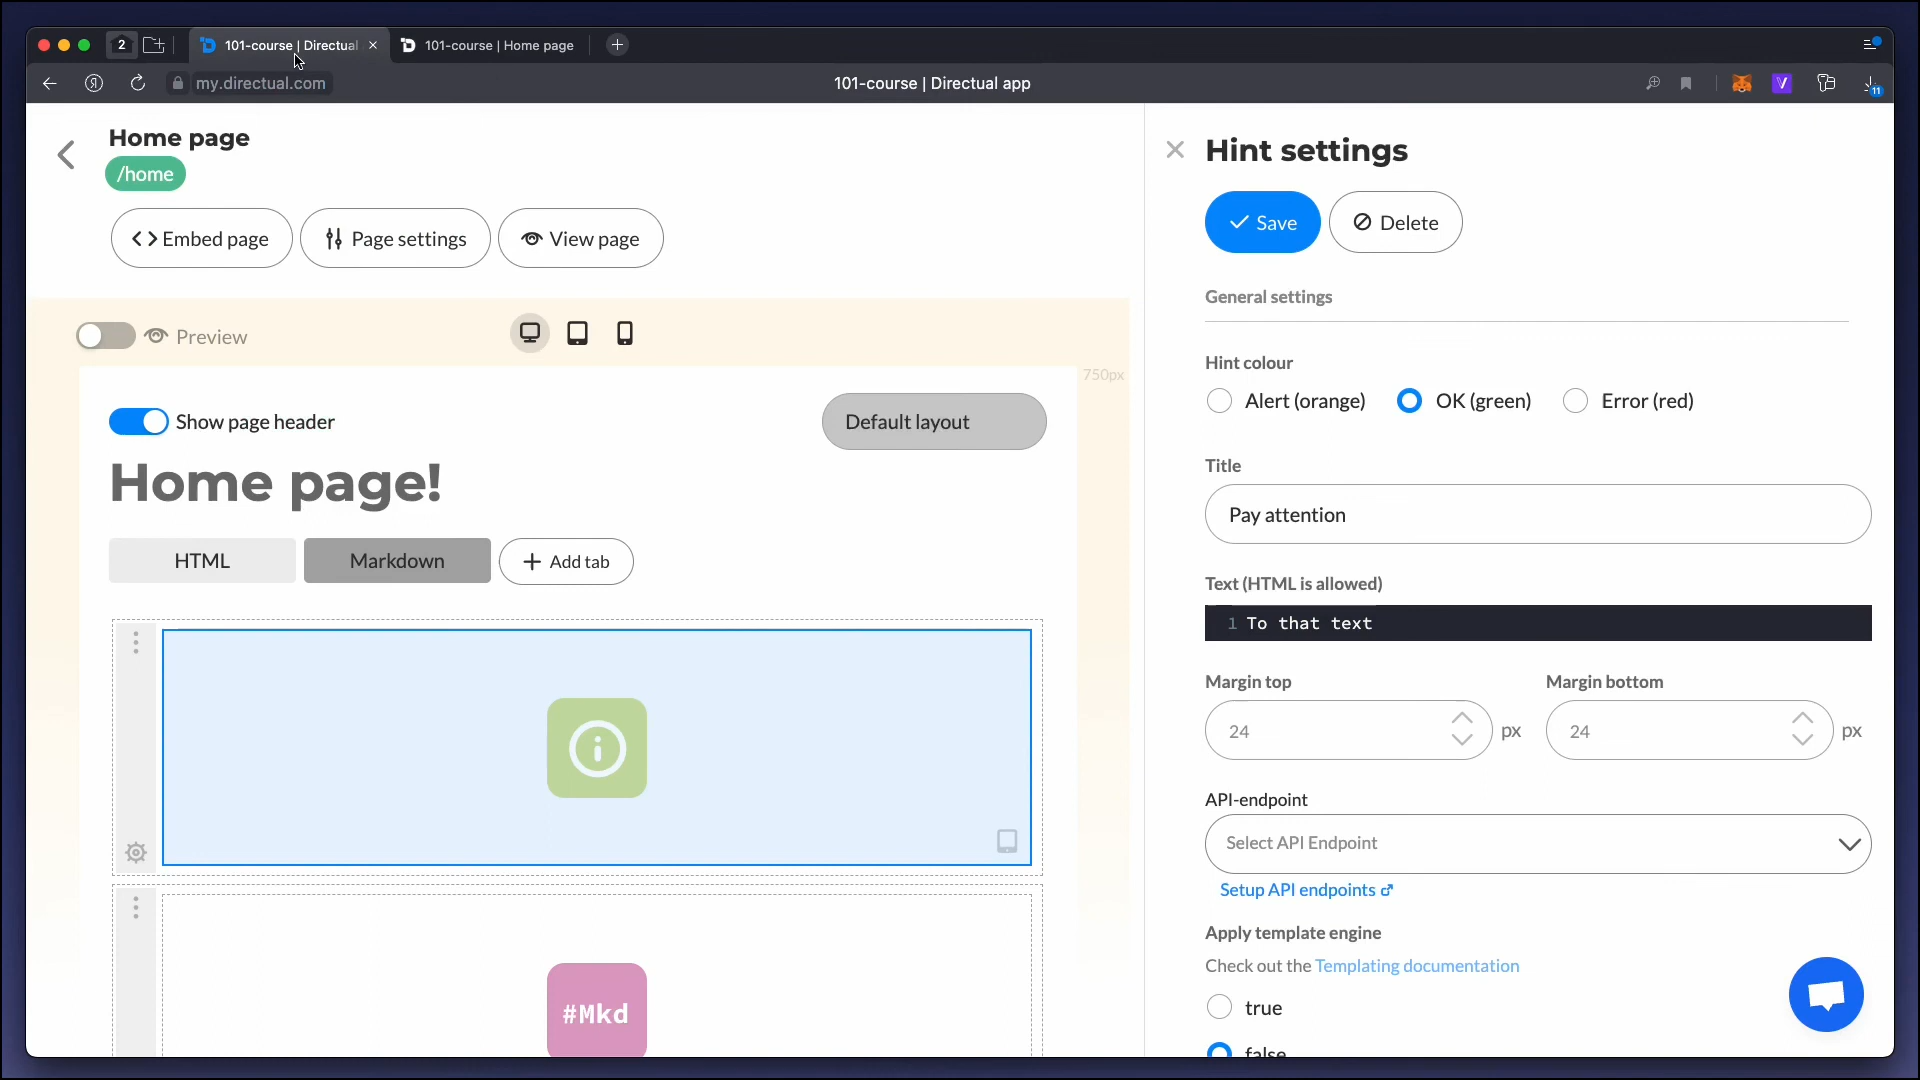 2
101-course | Directual
101-course | Home page
my.directual.com
101-course | Directual app
V
11
Home page
/home
Embed page
Page settings
View page
Preview
750px
Show page header
Default layout
Home page!
HTML
Markdown
Add tab
#Mkd
Hint settings
Save
Delete
General settings
Hint colour
Alert (orange)
OK (green)
Error (red)
Title
Pay attention
Text (HTML is allowed)
1 To that text
Margin top
Margin bottom
24
px
24
px
API-endpoint
Select API Endpoint
Setup API endpoints
Apply template engine
Check out the Templating documentation
true
false